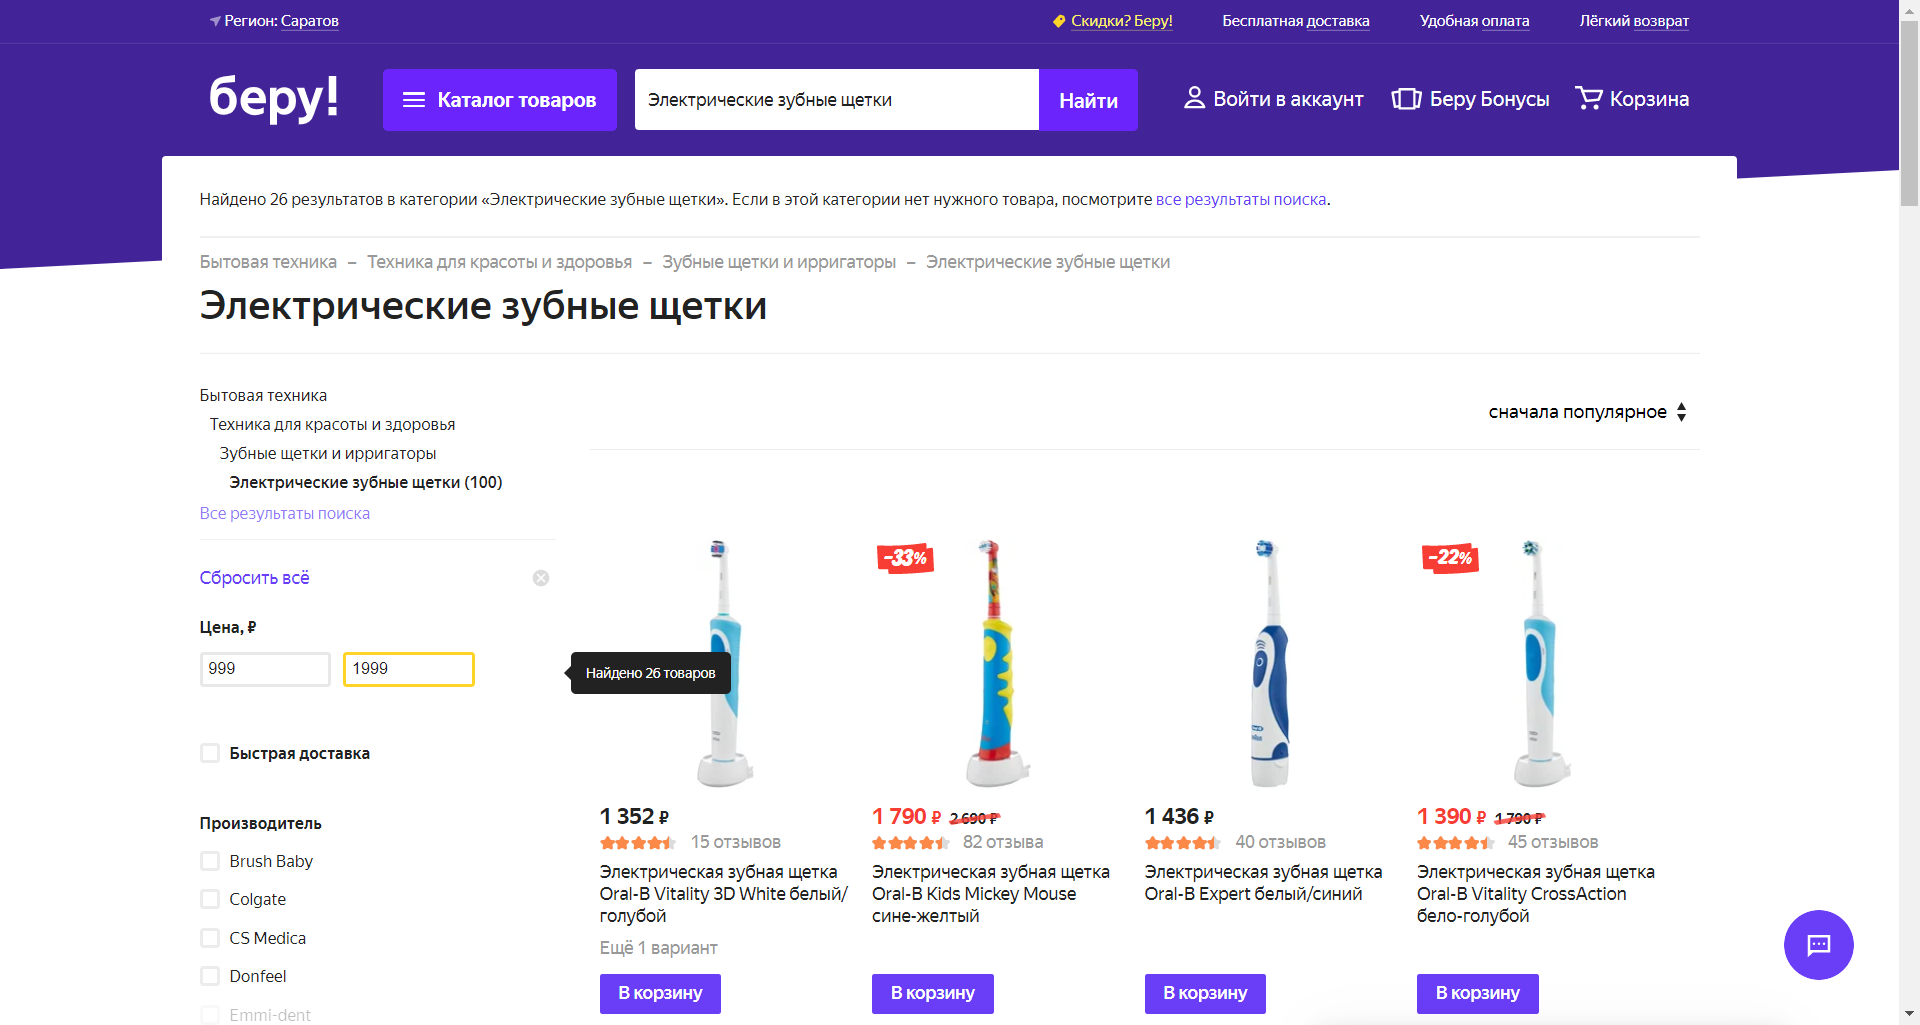 Регион: Саратов
Скидки? Беру!
Бесплатная доставка
Удобная оплата
Лёгкий возврат
беру!
Каталог товаров
Электрические зубные щетки
Найти
Войти в аккаунт
Беру Бонусы
Корзина
Найдено 26 результатов в категории «Электрические зубные щетки». Если в этой категории нет нужного товара, посмотрите все результаты поиска.
Бытовая техника – Техника для красоты и здоровья – Зубные щетки и ирригаторы – Электрические зубные щетки
Электрические зубные щетки
Бытовая техника
Техника для красоты и здоровья
Зубные щетки и ирригаторы
Электрические зубные щетки (100)
Все результаты поиска
сначала популярное
Сбросить всё
Цена, ₽
999
1999
Найдено 26 товаров
Быстрая доставка
Производитель
Brush Baby
Colgate
CS Medica
Donfeel
Emmi-dent
1 352 ₽
15 отзывов
Электрическая зубная щетка
Oral-B Vitality 3D White белый/
голубой
Ещё 1 вариант
В корзину
-33%
1 790 ₽ 2 690 ₽
82 отзыва
Электрическая зубная щетка
Oral-B Kids Mickey Mouse
сине-желтый
В корзину
1 436 ₽
40 отзывов
Электрическая зубная щетка
Oral-B Expert белый/синий
В корзину
-22%
1 390 ₽ 1 790 ₽
45 отзывов
Электрическая зубная щетка
Oral-B Vitality CrossAction
бело-голубой
В корзину